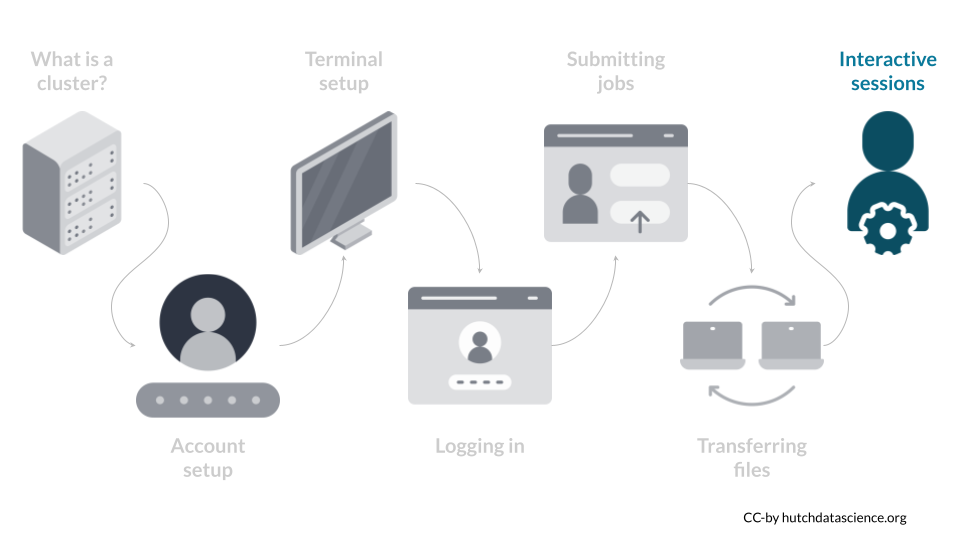 What is a
cluster?
Terminal
setup
Submitting
jobs
Interactive
sessions
Account
setup
Logging in
Transferring
files
CC-by hutchdatascience.org